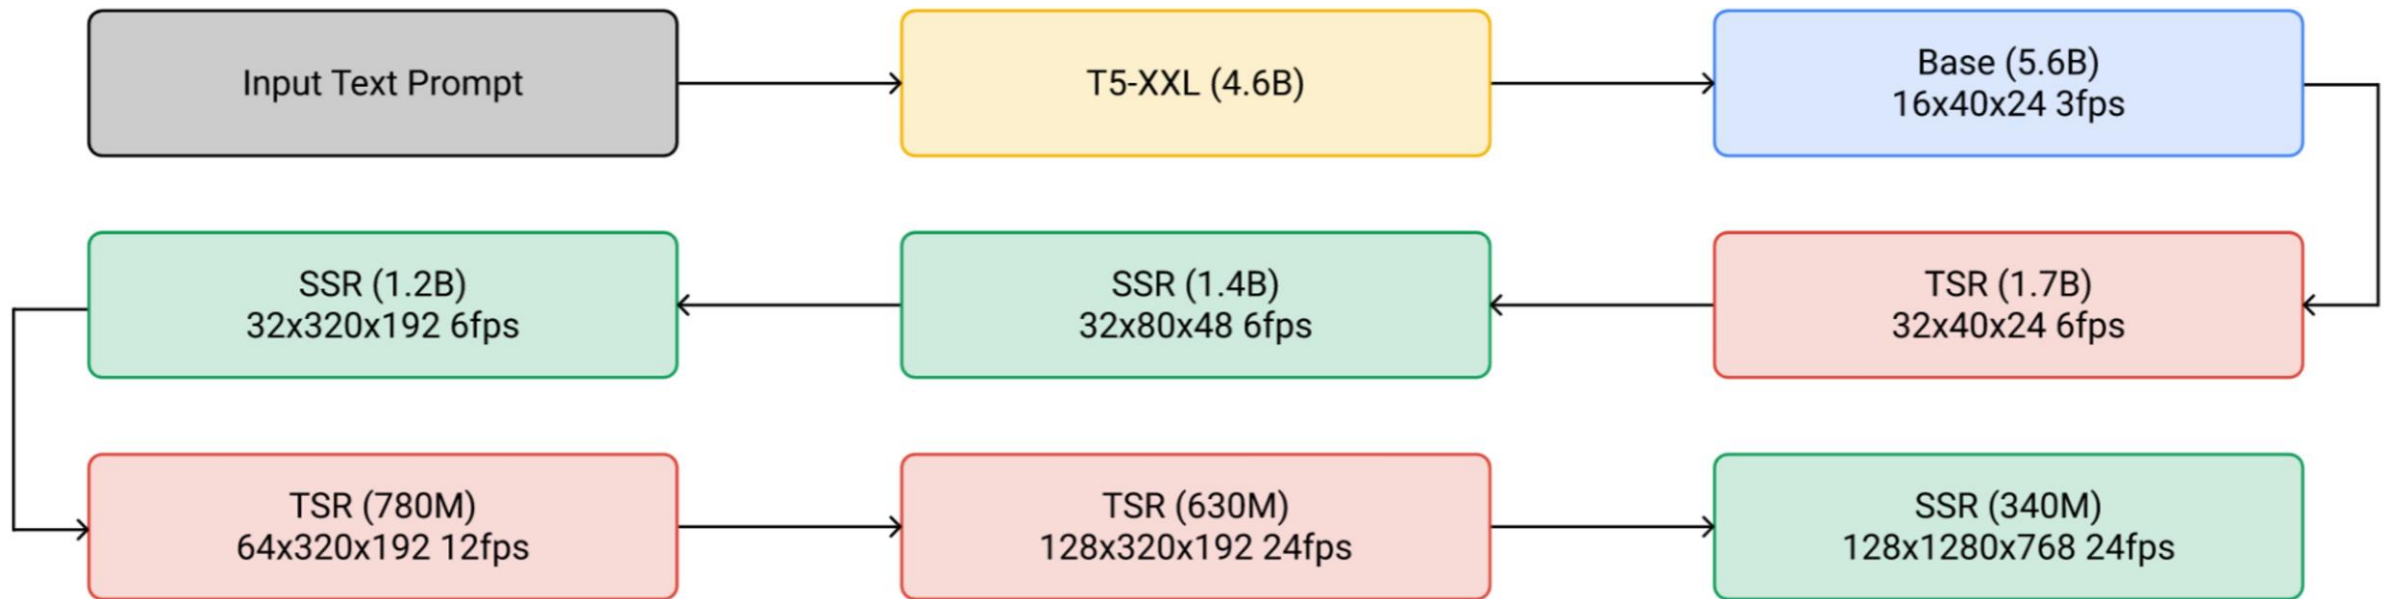 Input Text Prompt
T5-XXL (4.6B)
Base (5.6B)
16x40x24 3fps
SSR (1.2B)
32x320x192 6fps
SSR (1.4B)
32x80x48 6fps
TSR (1.7B)
32x40x24 6fps
TSR (780M)
64x320x192 12fps
TSR (630M)
128x320x192 24fps
SSR (340M)
128x1280x768 24fps